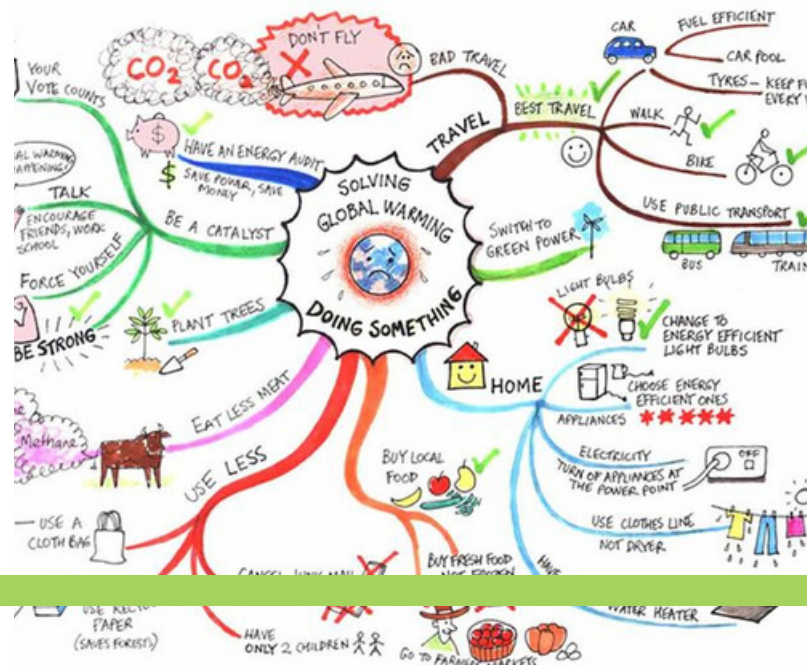 SOLVING
GLOBAL WARMING
DOING SOMETHING
TRAVEL
BAD TRAVEL
DON'T FLY
CO2
CO2
BEST TRAVEL
CAR
FUEL EFFICIENT
CAR POOL
TYRES –
EVERY
WALK
BIKE
USE PUBLIC TRANSPORT
BUS
TRAIN
SWITH TO
GREEN POWER
HOME
LIGHT BULBS
CHANGE TO
ENERGY EFFICIENT
LIGHT BULBS
CHOOSE ENERGY
EFFICIENT ONES
APPLIANCES
ELECTRICITY
OFF
TURN OF APPLIANCES AT
THE POWER POINT
USE CLOTHES LINE
NOT DRYER
WATER HEATER
BUY LOCAL
FOOD
BUY FRESH FOOD
GO TO FARMERS MARKETS
USE LESS
– USE A
CLOTH BAG
PAPER
(SAVES FORESTS)
HAVE
ONLY 2 CHILDREN
EAT LESS MEAT
Methane
PLANT TREES
BE A CATALYST
YOUR
VOTE COUNTS
TALK
ENCOURAGE
FRIENDS, WORK
SCHOOL
FORCE YOURSELF
BE STRONG
HAVE AN ENERGY AUDIT
$
$
SAVE POWER, SAVE
MONEY